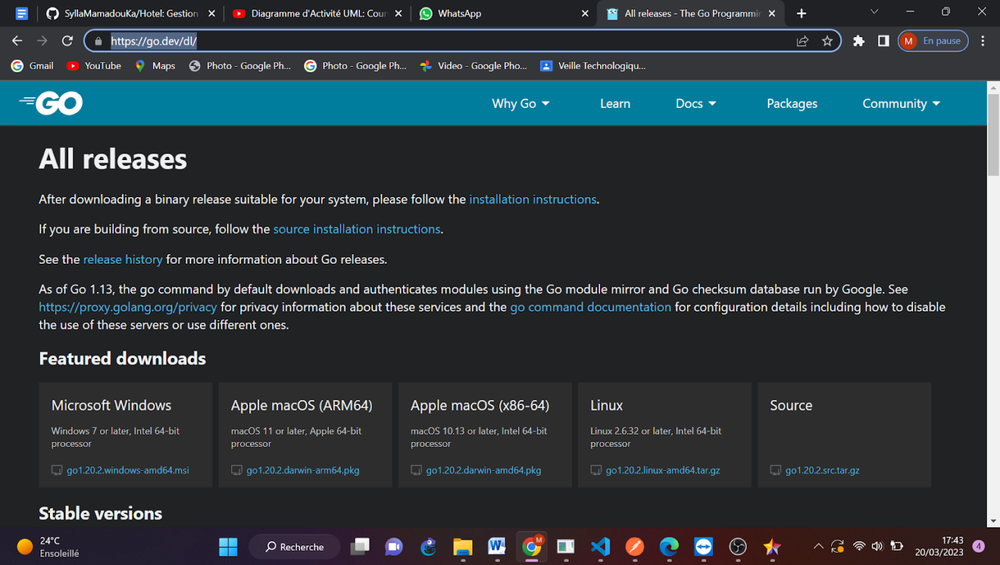 SyllaMamadouKa/Hotel: Gestion
Diagramme d'Activité UML: Cour
WhatsApp
All releases - The Go Programmin
https://go.dev/dl/
M En pause
Gmail
YouTube
Maps
Photo - Google Ph...
Photo - Google Ph...
Video - Google Pho...
Veille Technologiqu...
GO
Why Go
Learn
Docs
Packages
Community
All releases
After downloading a binary release suitable for your system, please follow the installation instructions.
If you are building from source, follow the source installation instructions.
See the release history for more information about Go releases.
As of Go 1.13, the go command by default downloads and authenticates modules using the Go module mirror and Go checksum database run by Google. See
https://proxy.golang.org/privacy for privacy information about these services and the go command documentation for configuration details including how to disable
the use of these servers or use different ones.
Featured downloads
Microsoft Windows
Windows 7 or later, Intel 64-bit
processor
go1.20.2.windows-amd64.msi
Apple macOS (ARM64)
macOS 11 or later, Apple 64-bit
processor
go1.20.2.darwin-arm64.pkg
Apple macOS (x86-64)
macOS 10.13 or later, Intel 64-bit
processor
go1.20.2.darwin-amd64.pkg
Linux
Linux 2.6.32 or later, Intel 64-bit
processor
go1.20.2.linux-amd64.tar.gz
Source
go1.20.2.src.tar.gz
Stable versions
24°C
Ensoleillé
Recherche
W
M
17:43
20/03/2023
4